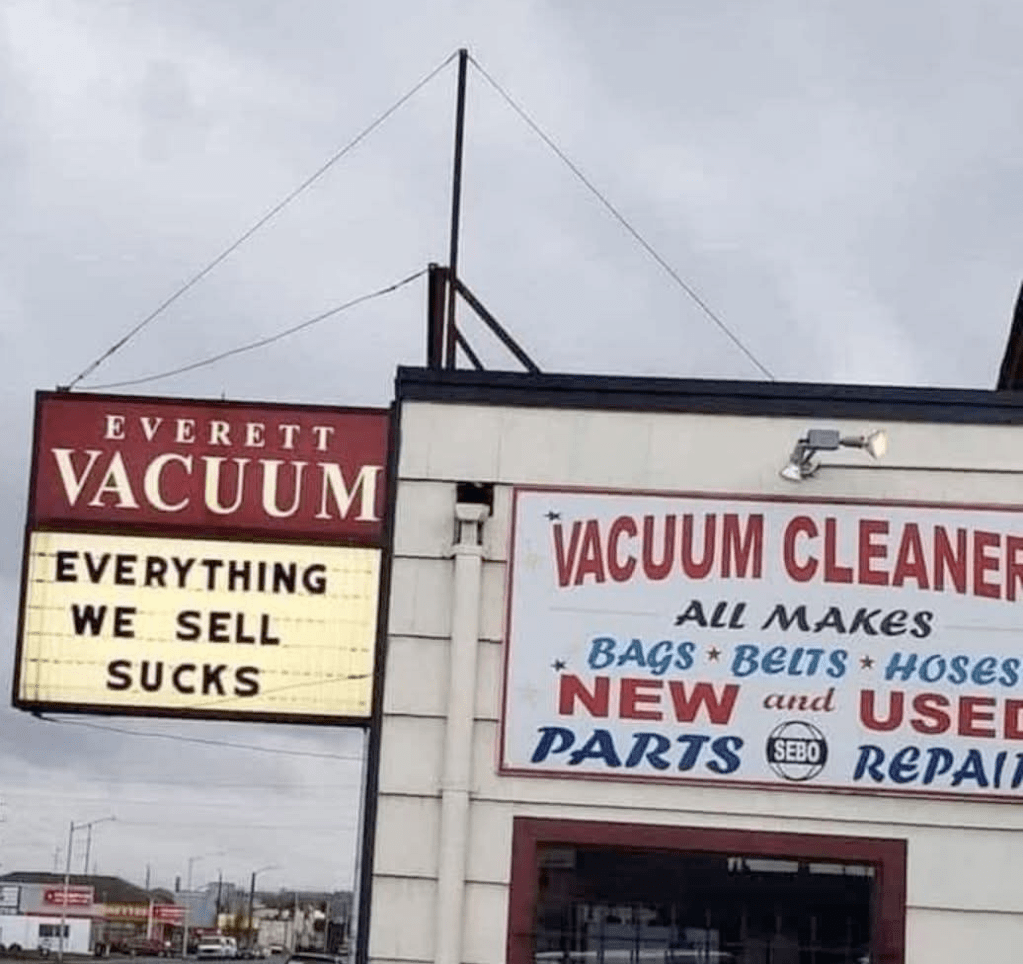 EVERETT
VACUUM
EVERYTHING
WE SELL
SUCKS
VACUUM CLEANER
ALL MAKES
BAGS * BELTS * HOSES
NEW and USED
PARTS SEBO REPAIR